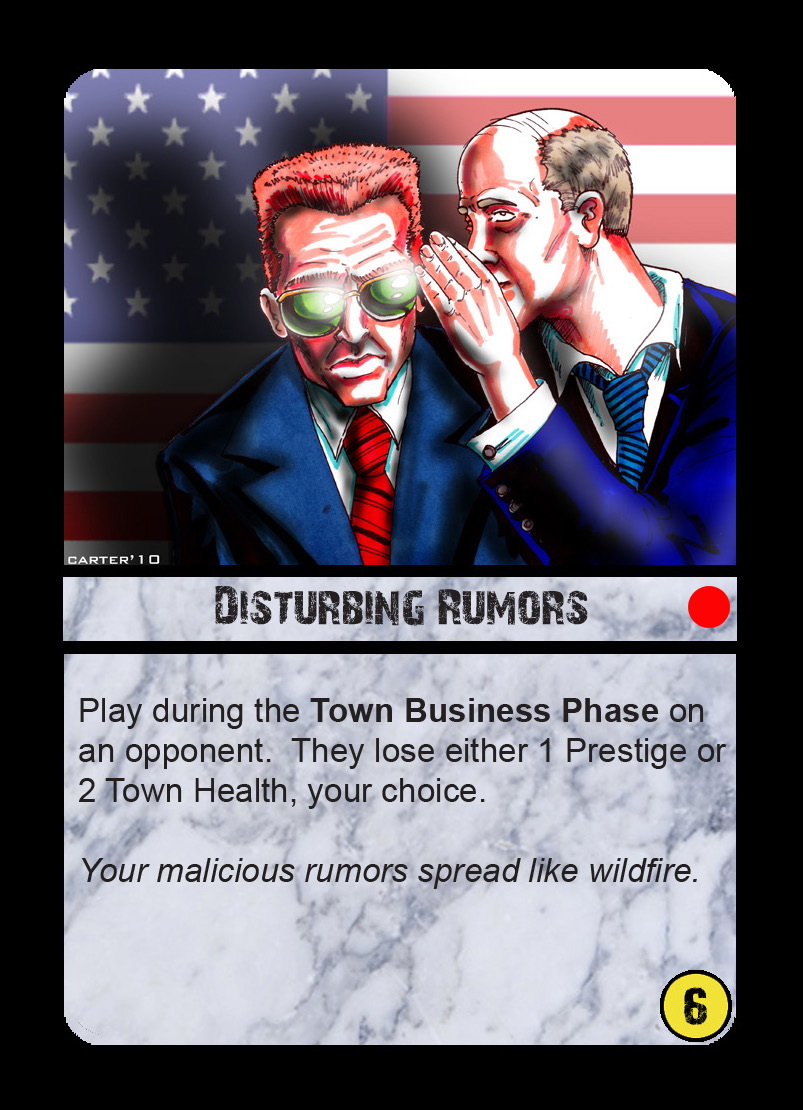 CARTER'10
DISTURBING RUMORS
Play during the Town Business Phase on
an opponent.  They lose either 1 Prestige or
2 Town Health, your choice.
Your malicious rumors spread like wildfire.
6